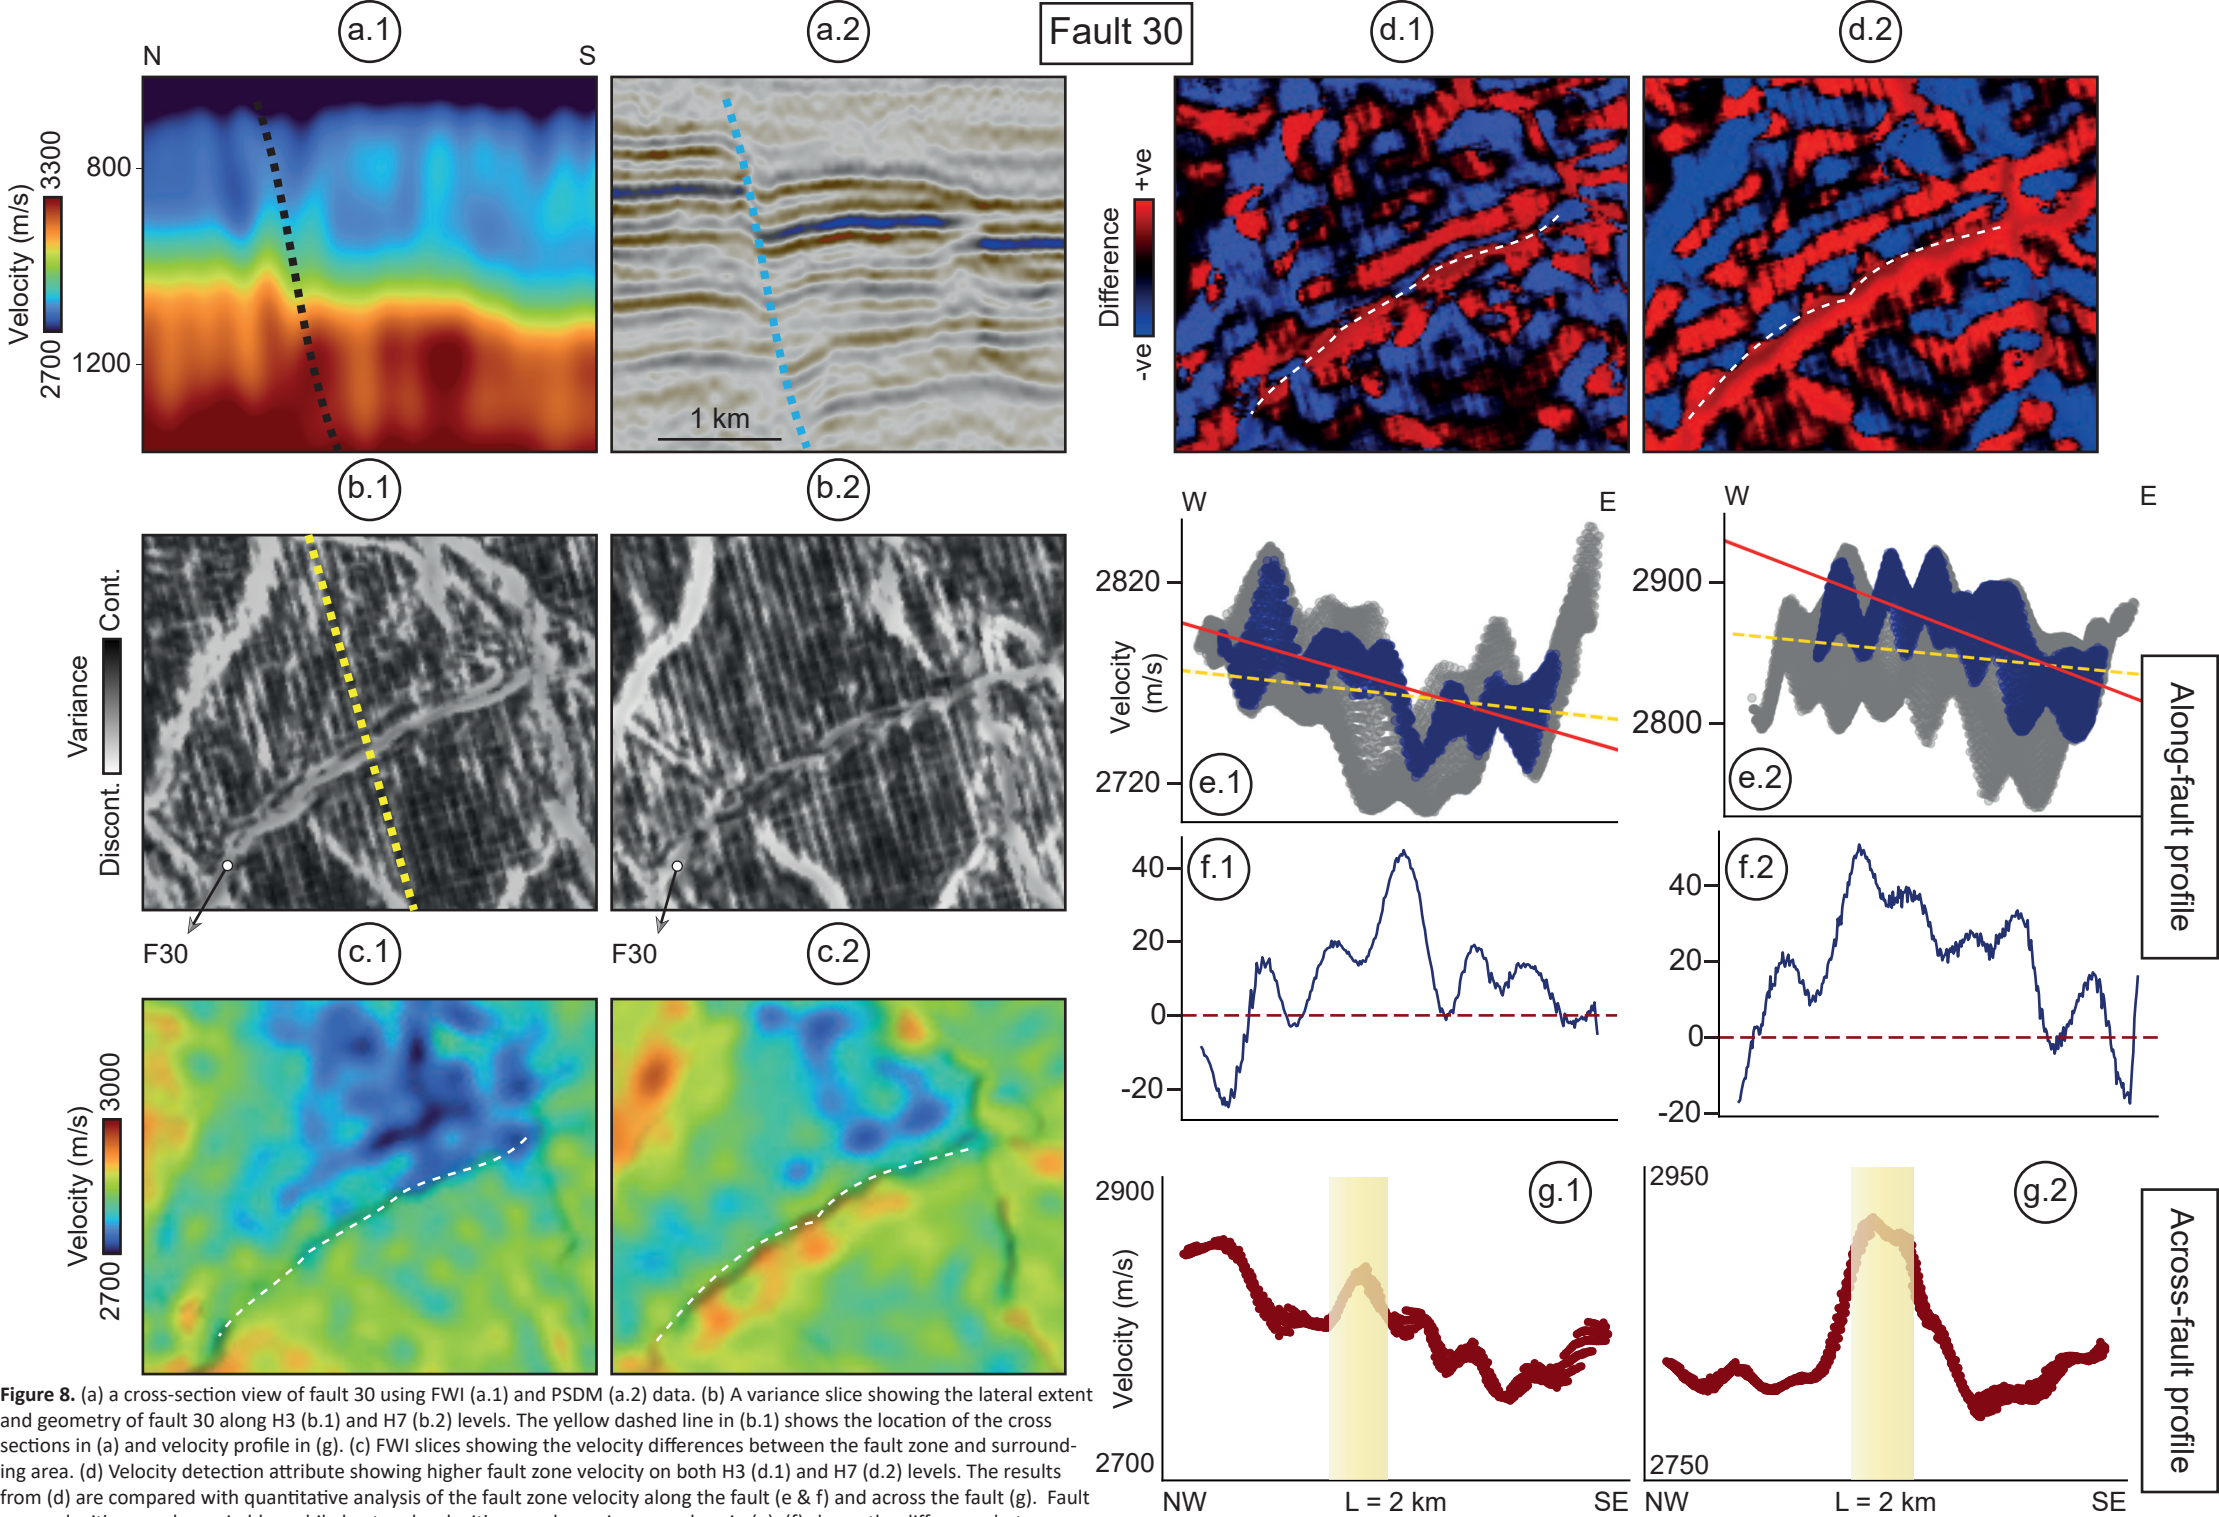 a.1
a.2
Fault 30
d.1
d.2
N
S
Velocity (m/s)
2700
3300
800
1200
1 km
Difference
-ve
+ve
b.1
b.2
Variance
Discont.
Cont.
F30
F30
W
E
W
E
2820
2720
Velocity
(m/s)
e.1
2900
2800
e.2
f.1
40
20
0
-20
f.2
40
20
0
-20
Along-fault profile
c.1
c.2
Velocity (m/s)
2700
3000
g.1
2900
2700
Velocity (m/s)
NW
L = 2 km
SE
g.2
2950
2750
NW
L = 2 km
SE
Across-fault profile
Figure 8. (a) a cross-section view of fault 30 using FWI (a.1) and PSDM (a.2) data. (b) A variance slice showing the lateral extent
and geometry of fault 30 along H3 (b.1) and H7 (b.2) levels. The yellow dashed line in (b.1) shows the location of the cross
sections in (a) and velocity profile in (g). (c) FWI slices showing the velocity differences between the fault zone and surround-
ing area. (d) Velocity detection attribute showing higher fault zone velocity on both H3 (d.1) and H7 (d.2) levels. The results
from (d) are compared with quantitative analysis of the fault zone velocity along the fault (e & f) and across the fault (g). Fault